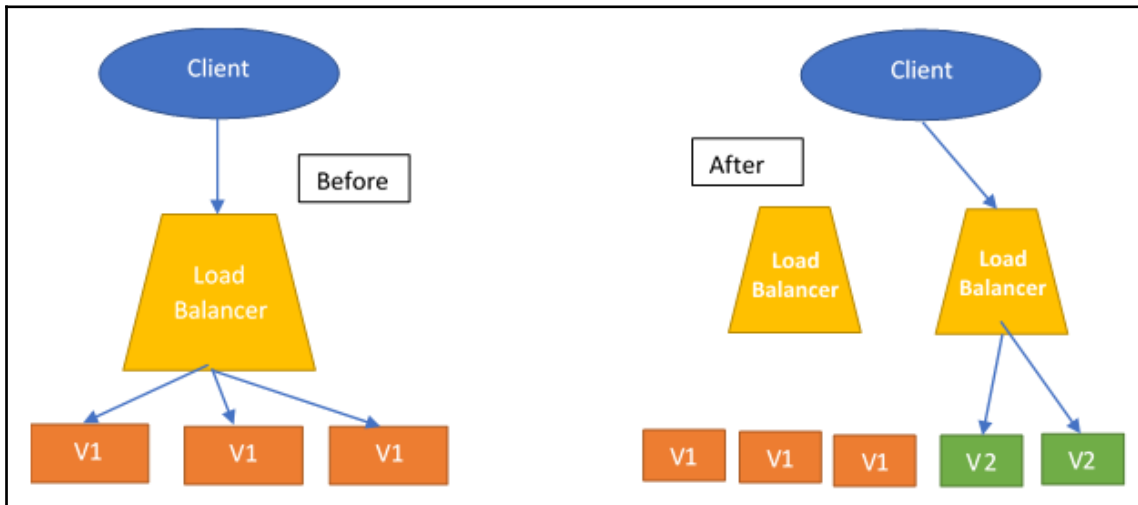 Client
Before
Load
Balancer
V1
V1
V1
Client
After
Load
Balancer
Load
Balancer
V1
V1
V1
V2
V2